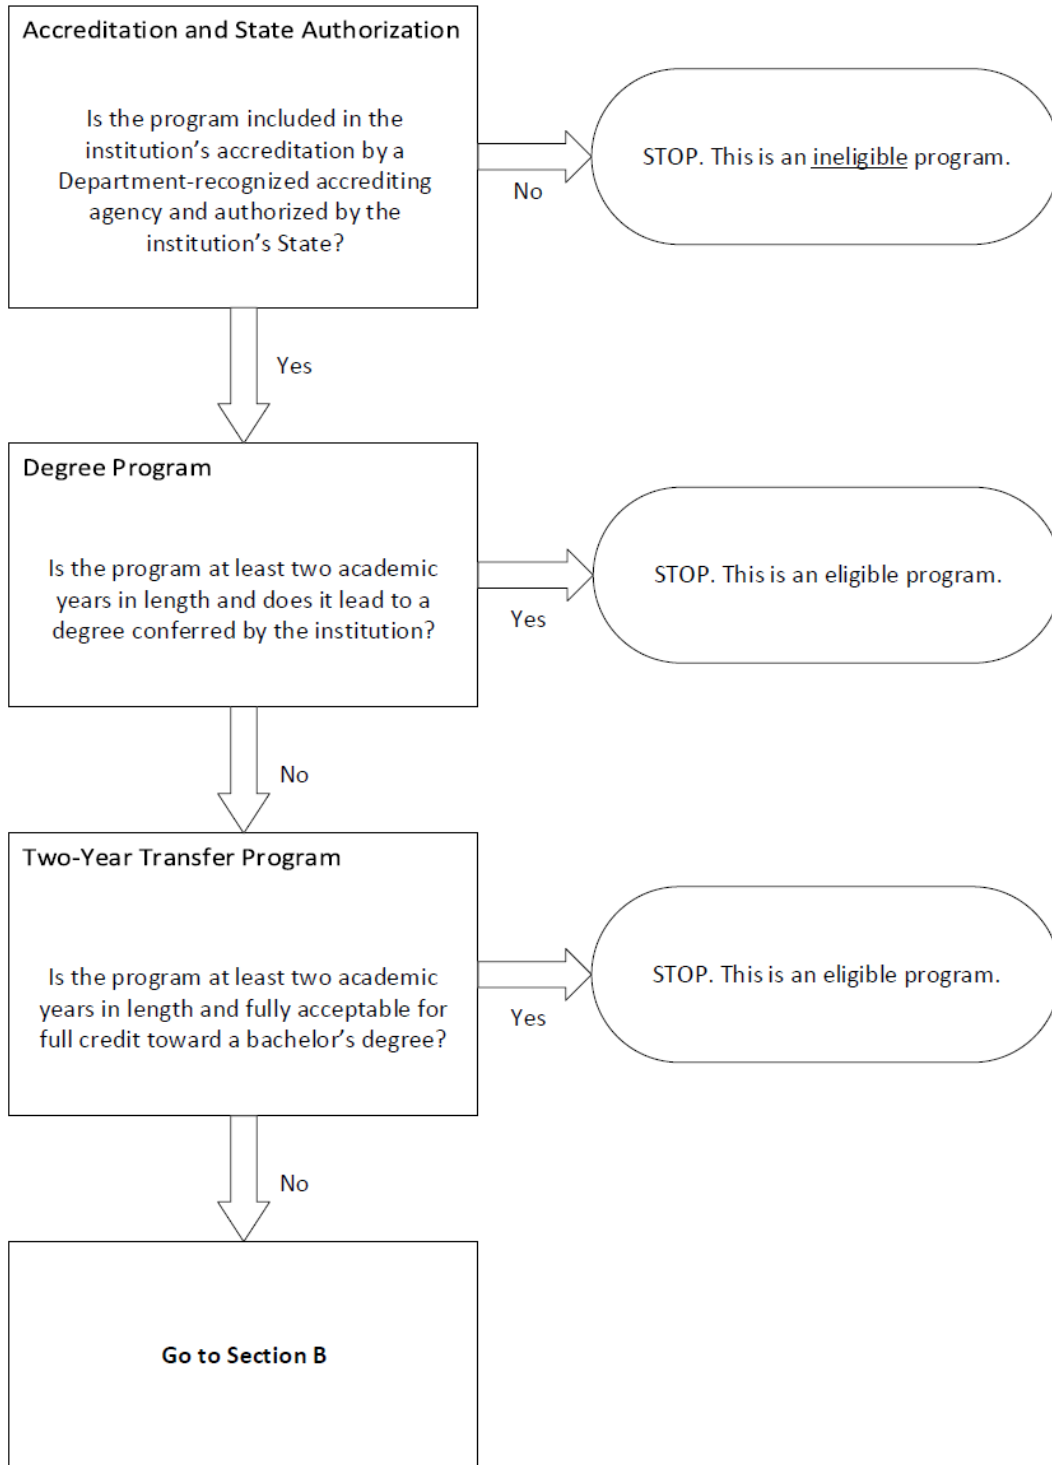 Accreditation and State Authorization
Is the program included in the
institution’s accreditation by a
Department-recognized accrediting
agency and authorized by the
institution’s State?
No
STOP. This is an ineligible program.
Yes
Degree Program
Is the program at least two academic
years in length and does it lead to a
degree conferred by the institution?
Yes
STOP. This is an eligible program.
No
Two-Year Transfer Program
Is the program at least two academic
years in length and fully acceptable for
full credit toward a bachelor’s degree?
Yes
STOP. This is an eligible program.
No
Go to Section B